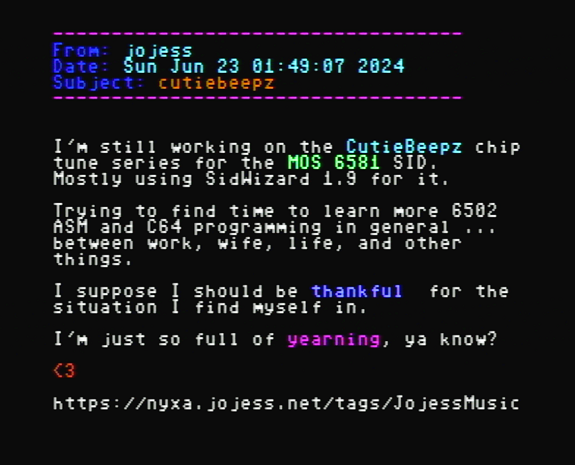 -----------------------------------
From: jojess
Date: Sun Jun 23 01:49:07 2024
Subject: cutiebeepz
-----------------------------------
I'm still working on the CutieBeepz chip
tune series for the MOS 6581 SID.
Mostly using SidWizard 1.9 for it.
Trying to find time to learn more 6502
ASM and C64 programming in general ...
between work, wife, life, and other
things.
I suppose I should be thankful  for the
situation I find myself in.
I'm just so full of yearning, ya know?
<3
https://nyxa.jojess.net/tags/JojessMusic